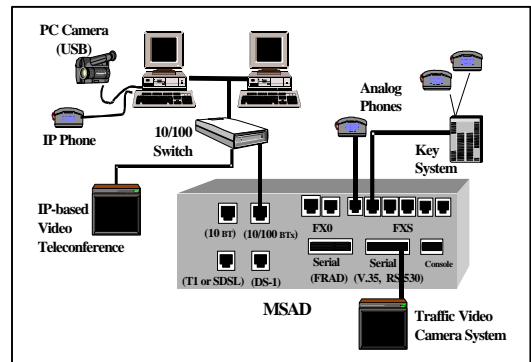 PC Camera
(USB)
IP Phone
10/100
Switch
Analog
Phones
Key
System
IP-based
Video
Teleconference
(10 BT)
(10/100 BTx)
FX0
FXS
Serial
(FRAD)
Serial
(V.35, RS-530)
Console
(T1 or SDSL)
(DS-1)
MSAD
Traffic Video
Camera System